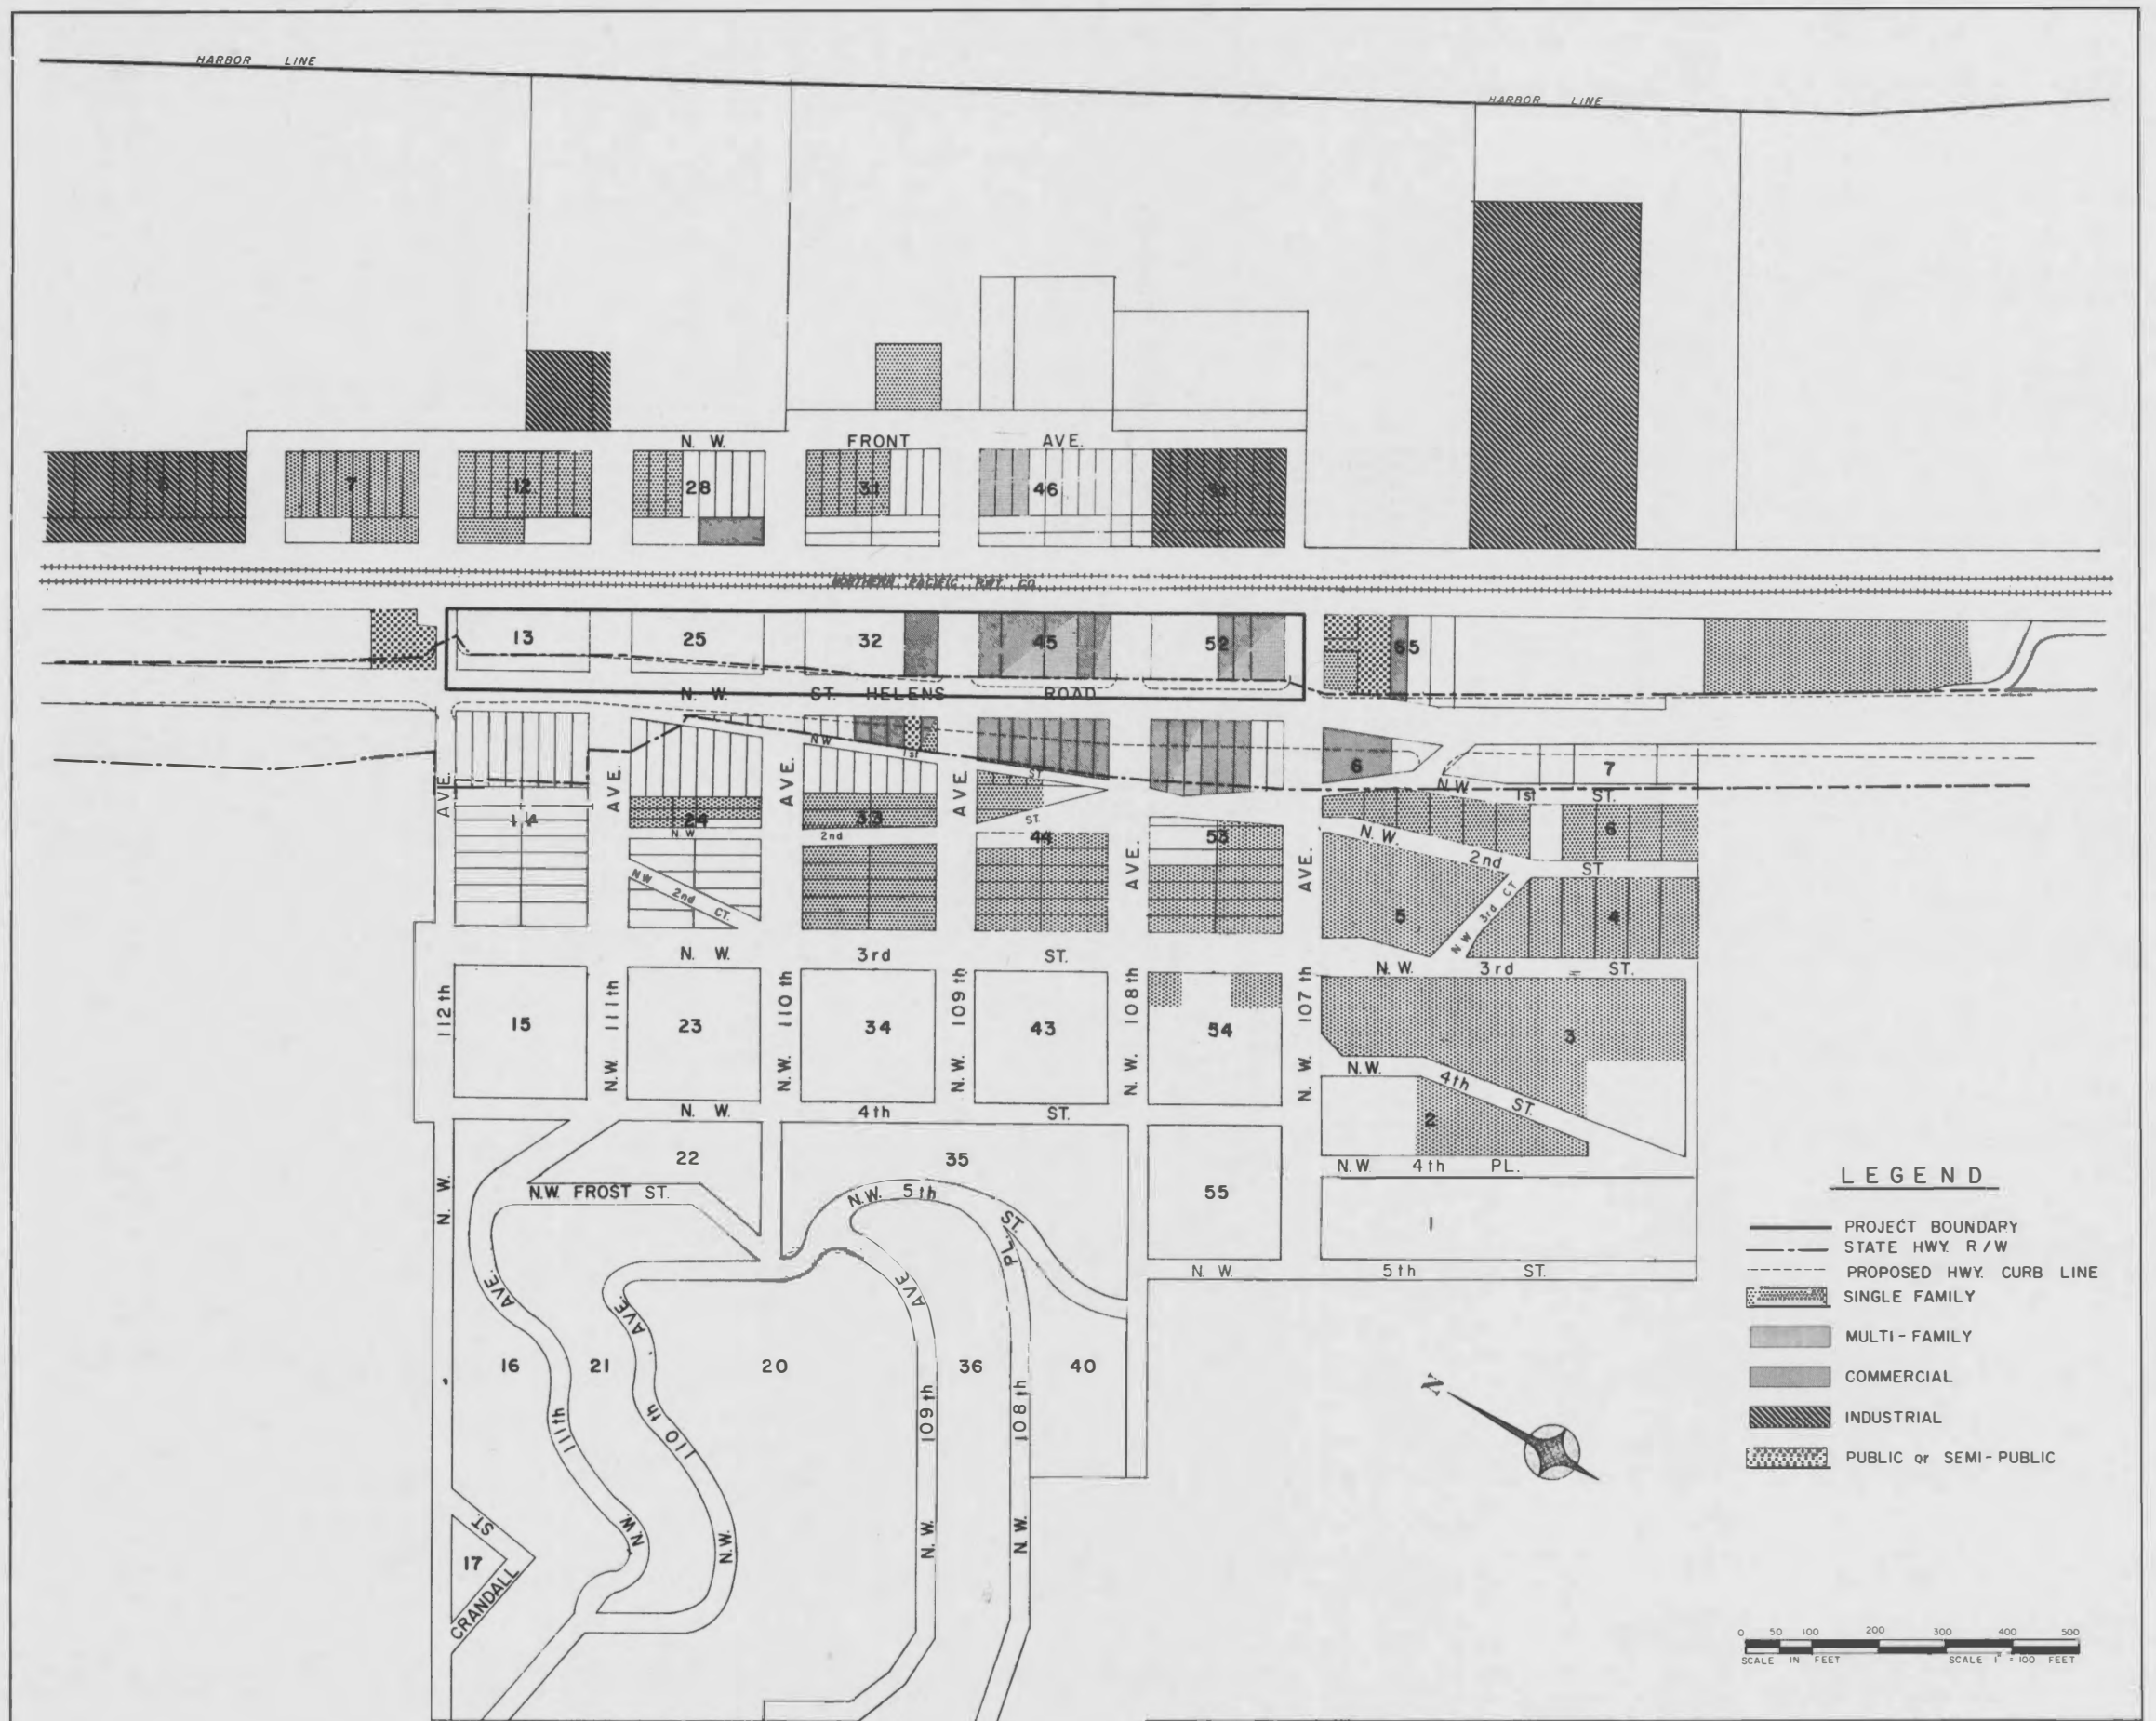 HARBOR LINE
HARBOR LINE
N. W. FRONT AVE.
7 12 28 31 46
NORTHERN PACIFIC RWY. CO.
13 25 32 45 52 65
N. W. ST. HELENS ROAD
NW 1st ST.
6 7
N.W. 1st ST.
AVE. AVE. AVE. AVE. AVE. AVE.
14 24 33 44 53 6
N W 2nd ST.
N. W. 2nd ST.
NW 2nd CT.
5 4
NW 3rd CT.
N. W. 3rd ST.
N. W. 3rd ST.
112th 111th 110th 109th 108th 107th
15 23 34 43 54 3
N.W. N.W. N.W. N. W. N. W.
N.W. 4th ST.
N. W. 4th ST.
2
22 35
N.W 4th PL.
N. W.
N.W. FROST ST.
N.W. 5th ST.
55 1
PL.
N. W. 5th ST.
AVE. AVE. AVE
16 21 20 36 40
111th 110th 109th 108th
N.W. N.W. N. W. N. W.
17
CRANDALL ST.
N
LEGEND
PROJECT BOUNDARY
STATE HWY. R/W
PROPOSED HWY. CURB LINE
SINGLE FAMILY
MULTI-FAMILY
COMMERCIAL
INDUSTRIAL
PUBLIC or SEMI-PUBLIC
0 50 100 200 300 400 500
SCALE IN FEET SCALE 1" = 100 FEET